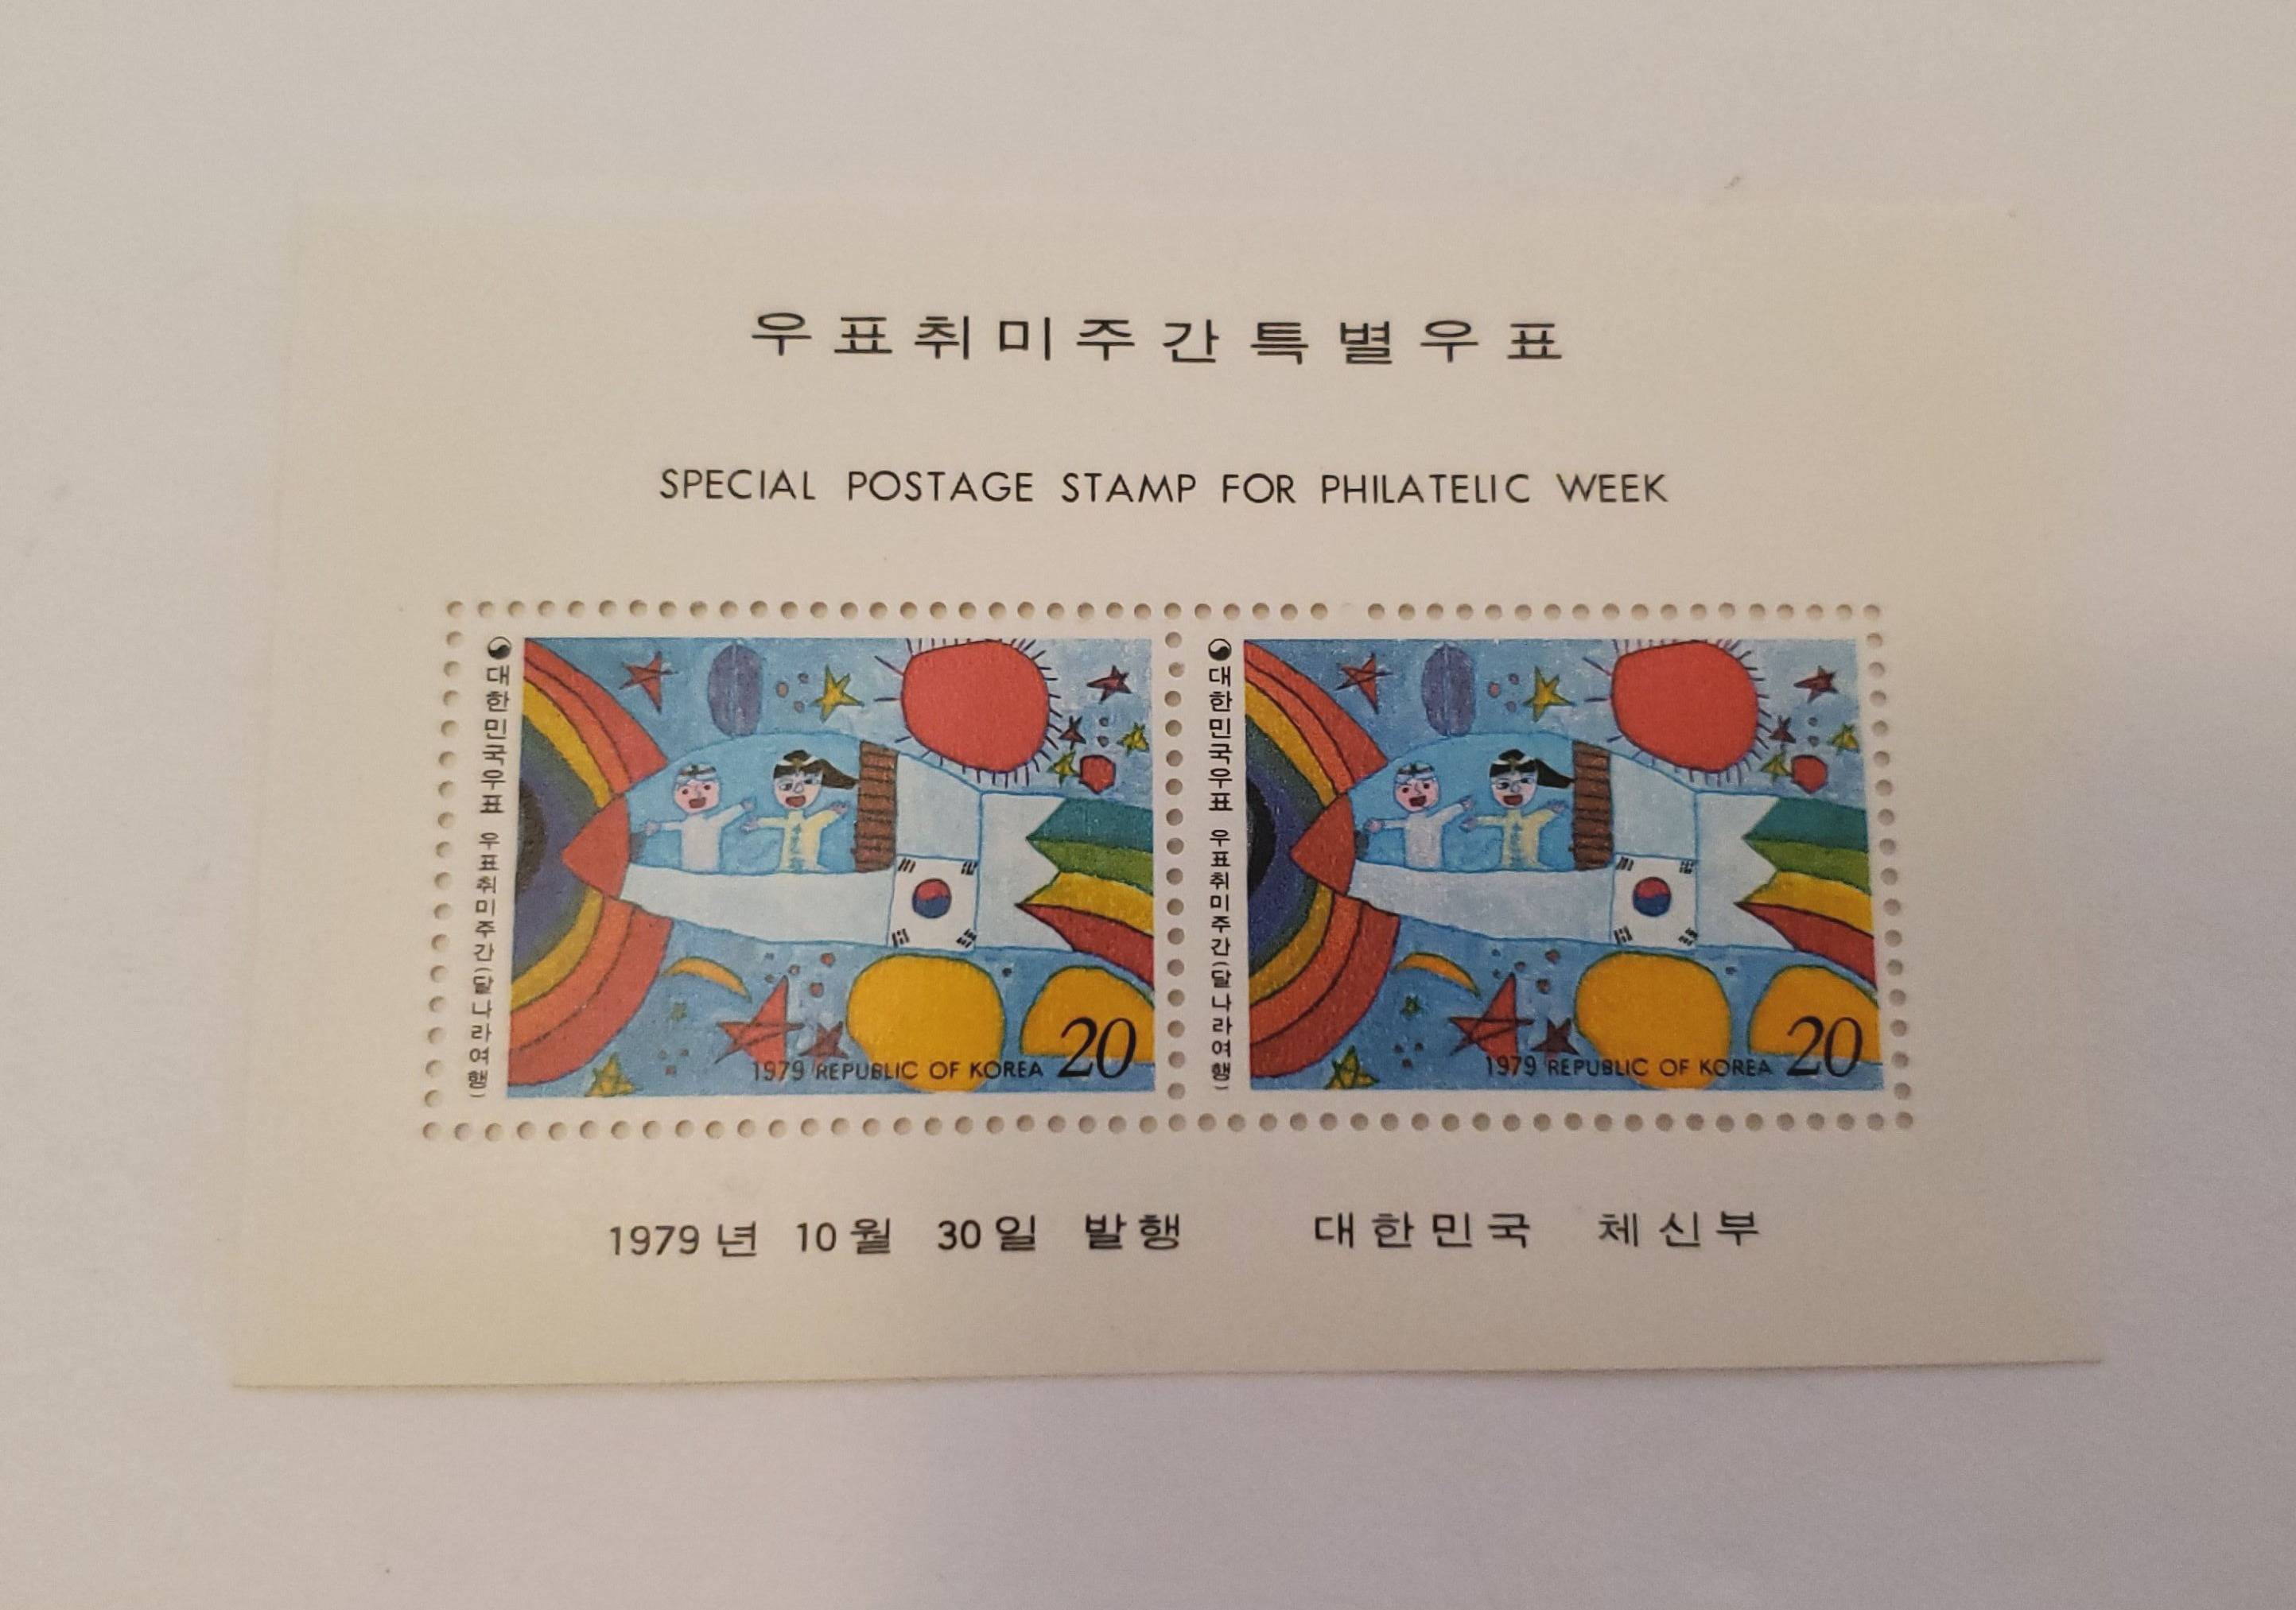 우표취미주간특별우표
SPECIAL POSTAGE STAMP FOR PHILATELIC WEEK
대한민국우표 우표취미주간(달나라여행)
1979 REPUBLIC OF KOREA 20
대한민국우표 우표취미주간(달나라여행)
1979 REPUBLIC OF KOREA 20
1979년 10월 30일 발행 대한민국 체신부